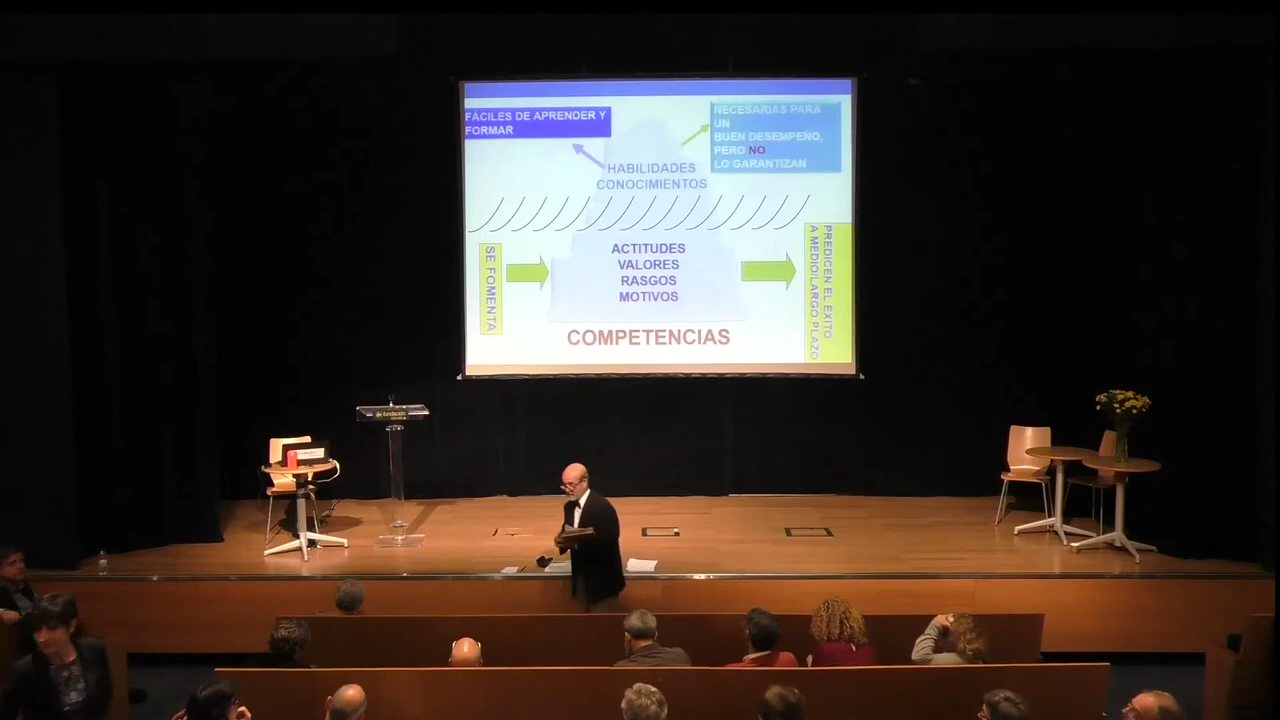 FÁCILES DE APRENDER Y
FORMAR
NECESARIAS PARA
UN
BUEN DESEMPEÑO,
PERO NO
LO GARANTIZAN
HABILIDADES
CONOCIMIENTOS
SE FOMENTA
ACTITUDES
VALORES
RASGOS
MOTIVOS
PREDICEN EL ÉXITO
A MEDIO/LARGO PLAZO
COMPETENCIAS
fundación